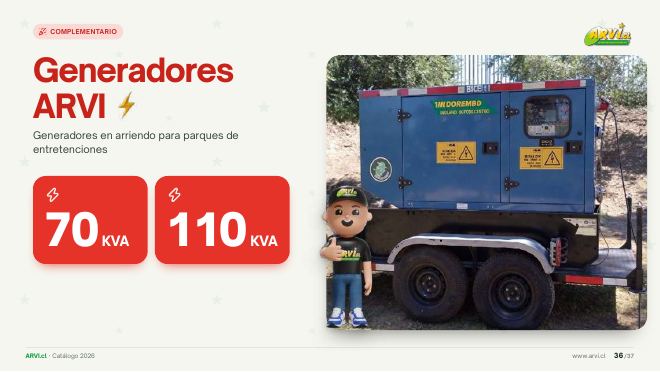 COMPLEMENTARIO
ARVI.cl
Generadores
ARVI
Generadores en arriendo para parques de
entretenciones
70 KVA
110 KVA
BICE
ARVI.cl · Catálogo 2026
www.arvi.cl 36 /37